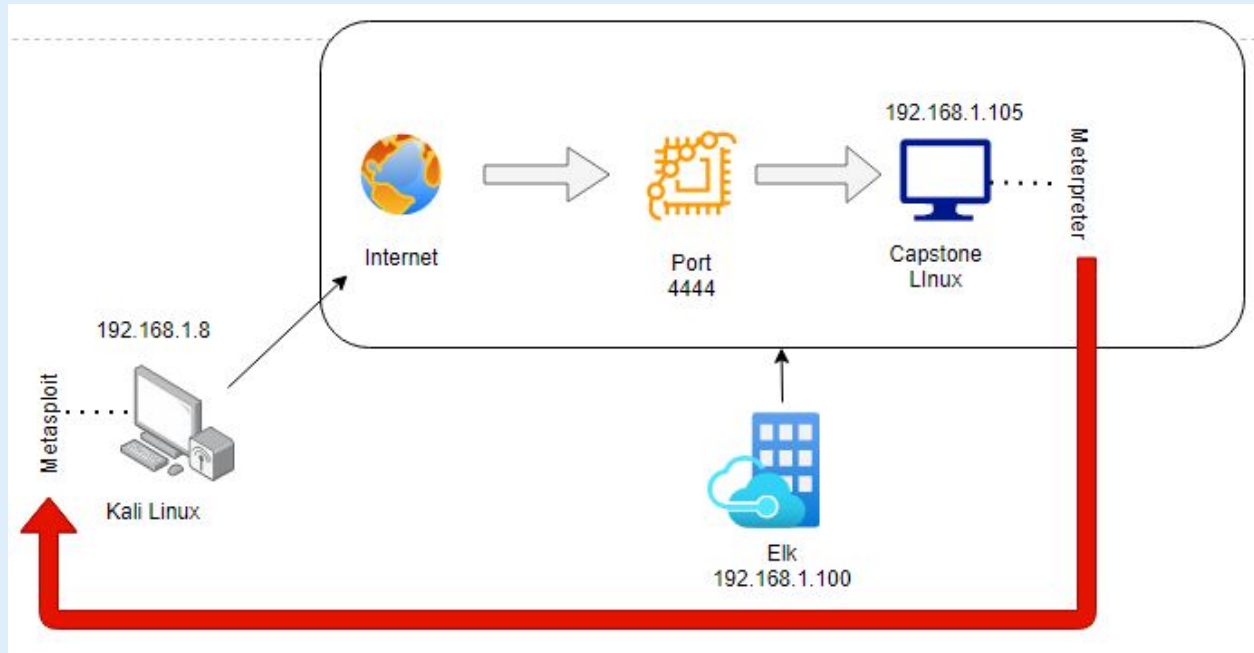 192.168.1.105
Meterpreter
Internet
Port
4444
Capstone
LInux
192.168.1.8
Metasploit
Kali Linux
Elk
192.168.1.100